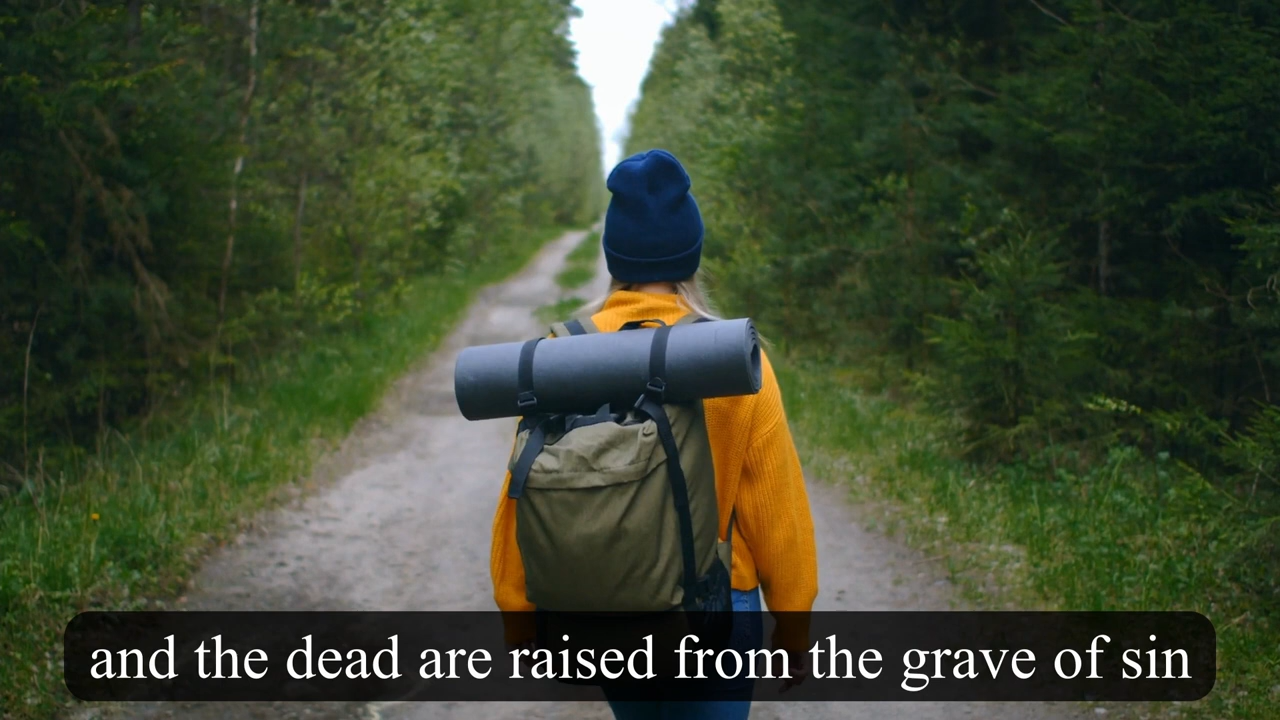 and the dead are raised from the grave of sin